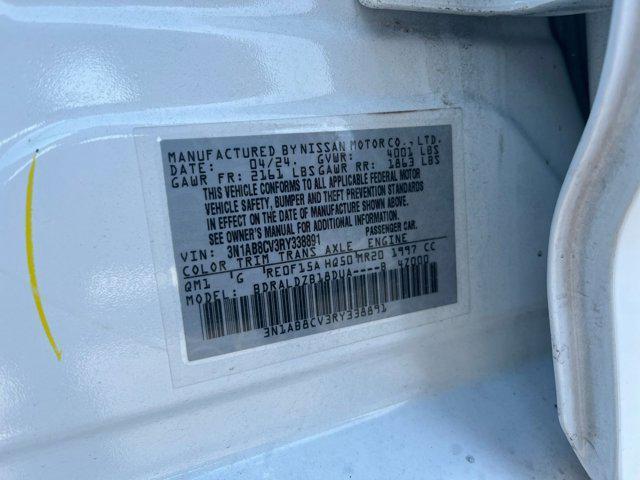 MANUFACTURED BY NISSAN MOTOR CO., LTD.
DATE: 04/24. GVWR: 4001 LBS
GAWR FR: 2161 LBS GAWR RR: 1863 LBS
THIS VEHICLE CONFORMS TO ALL APPLICABLE FEDERAL MOTOR
VEHICLE SAFETY, BUMPER AND THEFT PREVENTION STANDARDS
IN EFFECT ON THE DATE OF MANUFACTURE SHOWN ABOVE.
SEE OWNER'S MANUAL FOR ADDITIONAL INFORMATION.
VIN: 3N1AB8CV3RY338891 PASSENGER CAR.
COLOR TRIM TRANS AXLE ENGINE
QM1 G RE0F15A HQ50 MR20 1997 CC
MODEL: BDRALDZB18DUA----B 4Z000
3N1AB8CV3RY338891